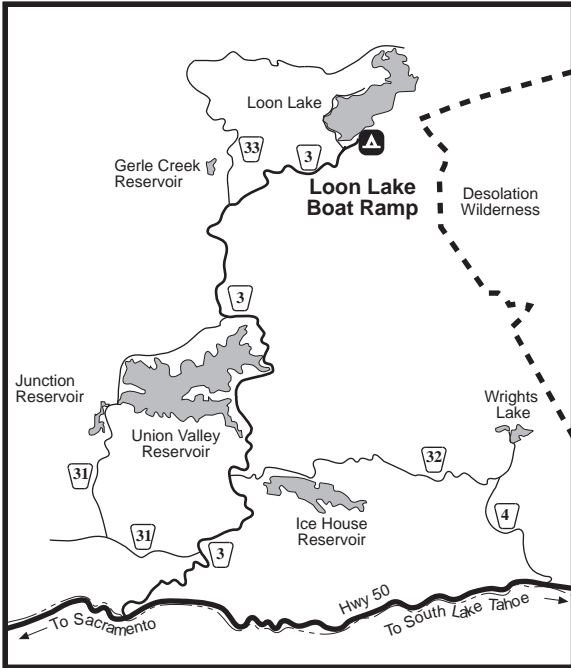 Loon Lake
33
3
Gerle Creek
Reservoir
Loon Lake
Boat Ramp
Desolation
Wilderness
3
Junction
Reservoir
Union Valley
Reservoir
Wrights
Lake
31
32
Ice House
Reservoir
4
31
3
Hwy 50
To Sacramento
To South Lake Tahoe